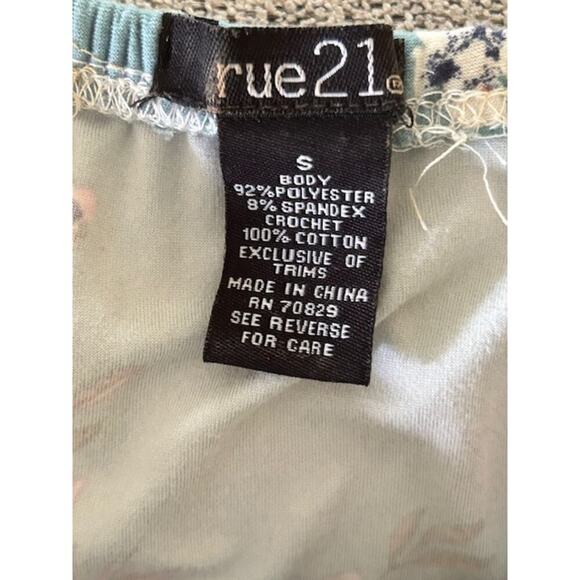 rue21®
S
BODY
92%POLYESTER
8% SPANDEX
CROCHET
100% COTTON
EXCLUSIVE OF
TRIMS
MADE IN CHINA
RN 70829
SEE REVERSE
FOR CARE